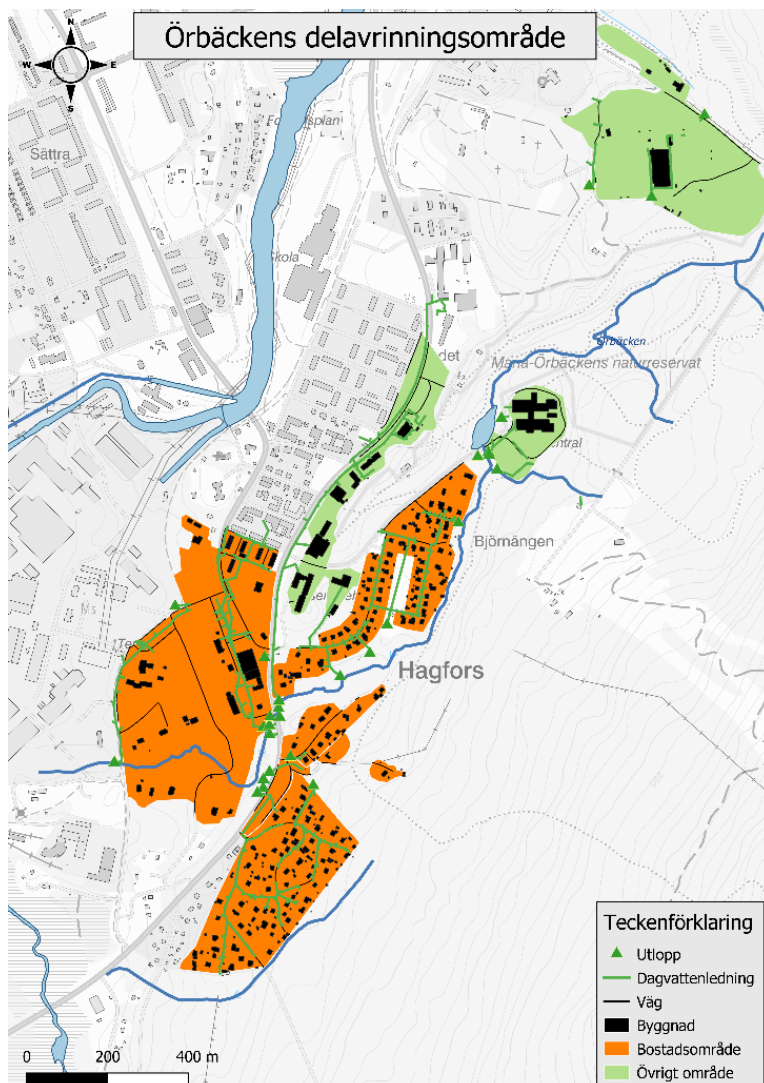 Örbäckens delavrinningsområde
N
W E
S
Sättra
Skola
Örbäcken
Maria-Örbäckens naturreservat
Björnängen
Hagfors
Teckenförklaring
Utlopp
Dagvattenledning
Väg
Byggnad
Bostadsområde
Övrigt område
0 200 400 m